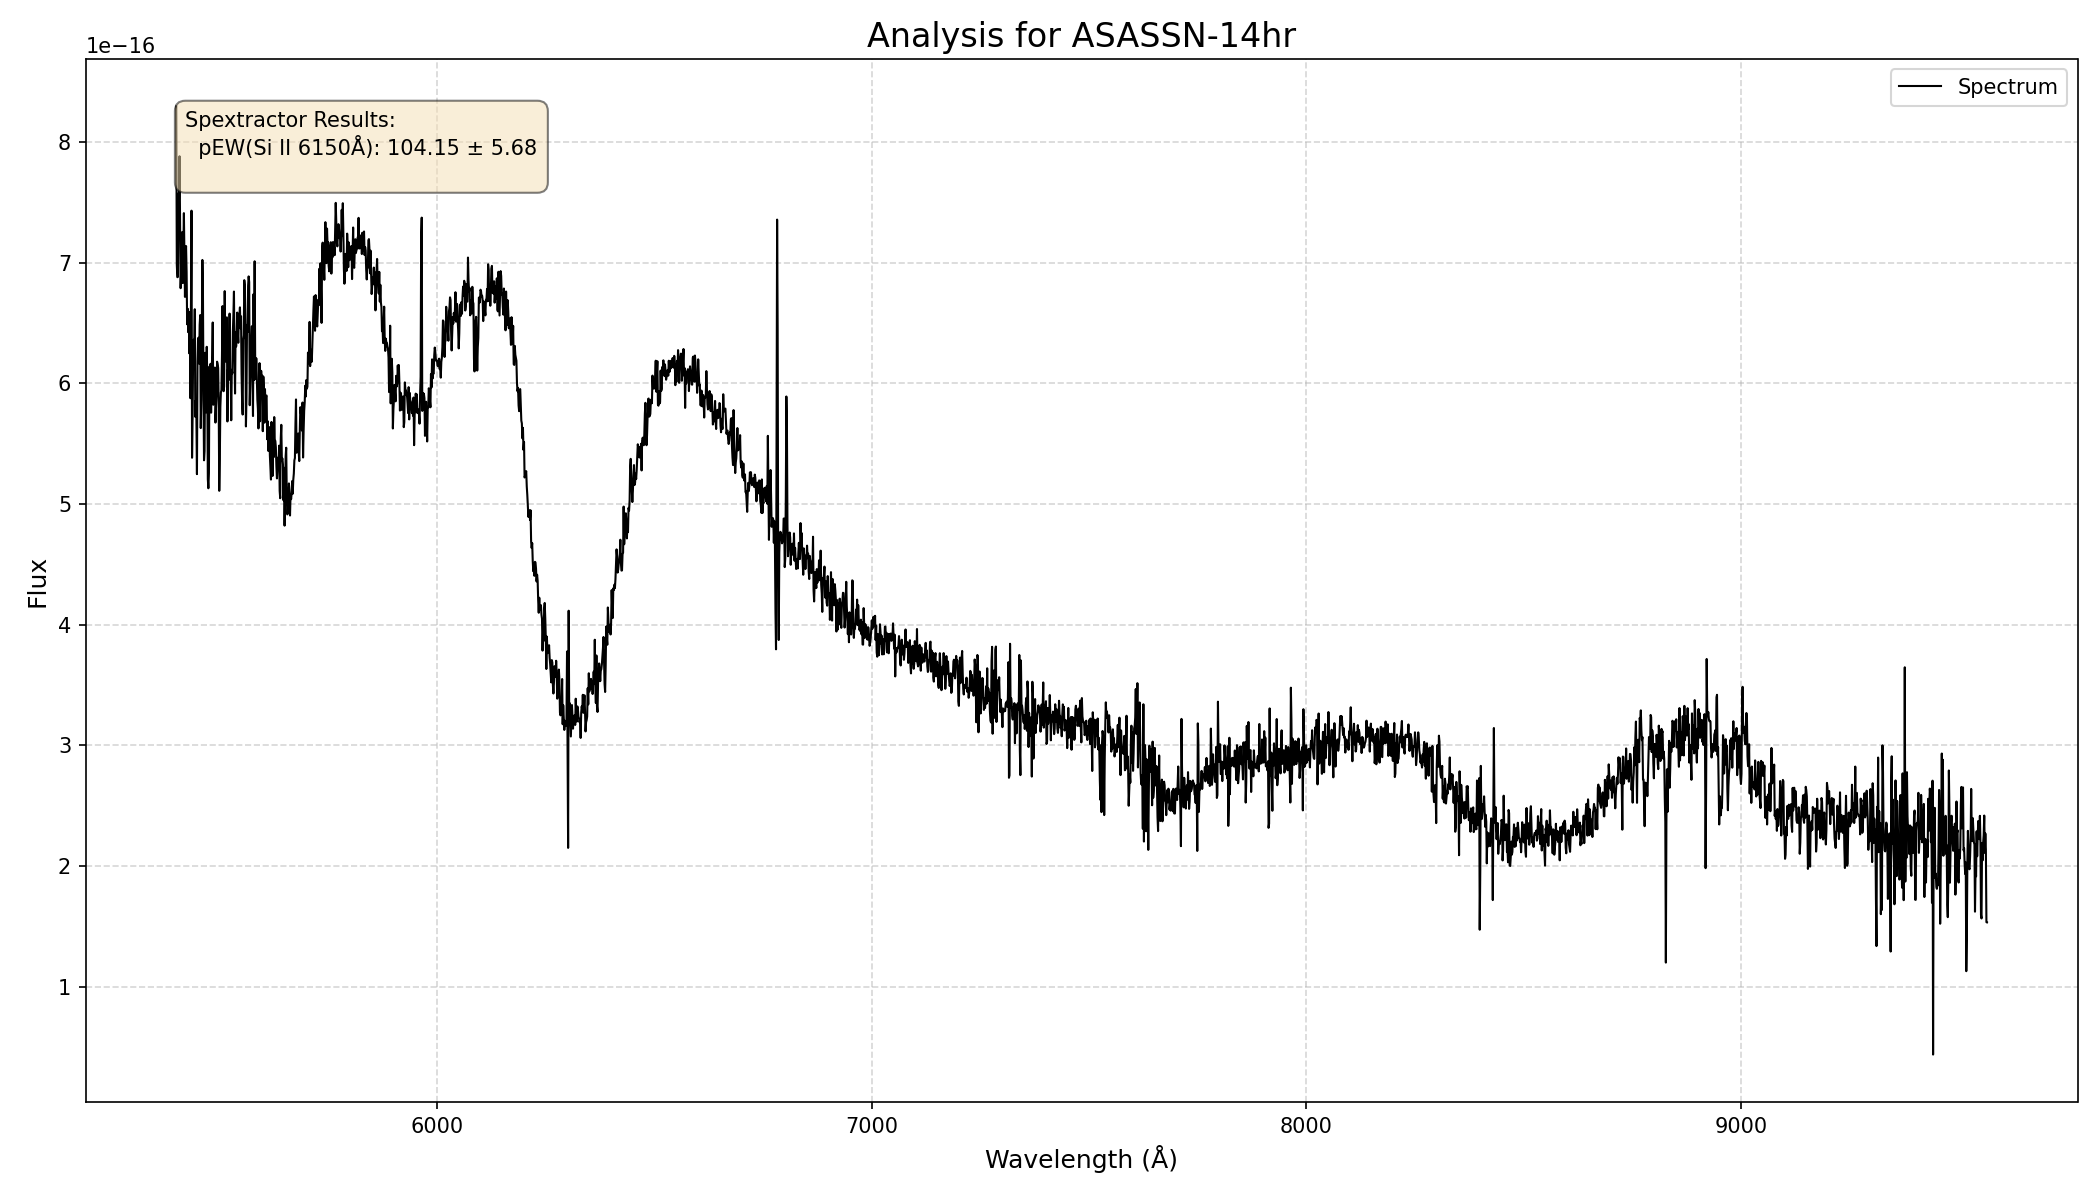 Analysis for ASASSN-14hr
1e−16
Spectrum
Spextractor Results:
pEW(Si II 6150Å): 104.15 ± 5.68
8
7
6
5
4
3
2
1
Flux
6000
7000
8000
9000
Wavelength (Å)